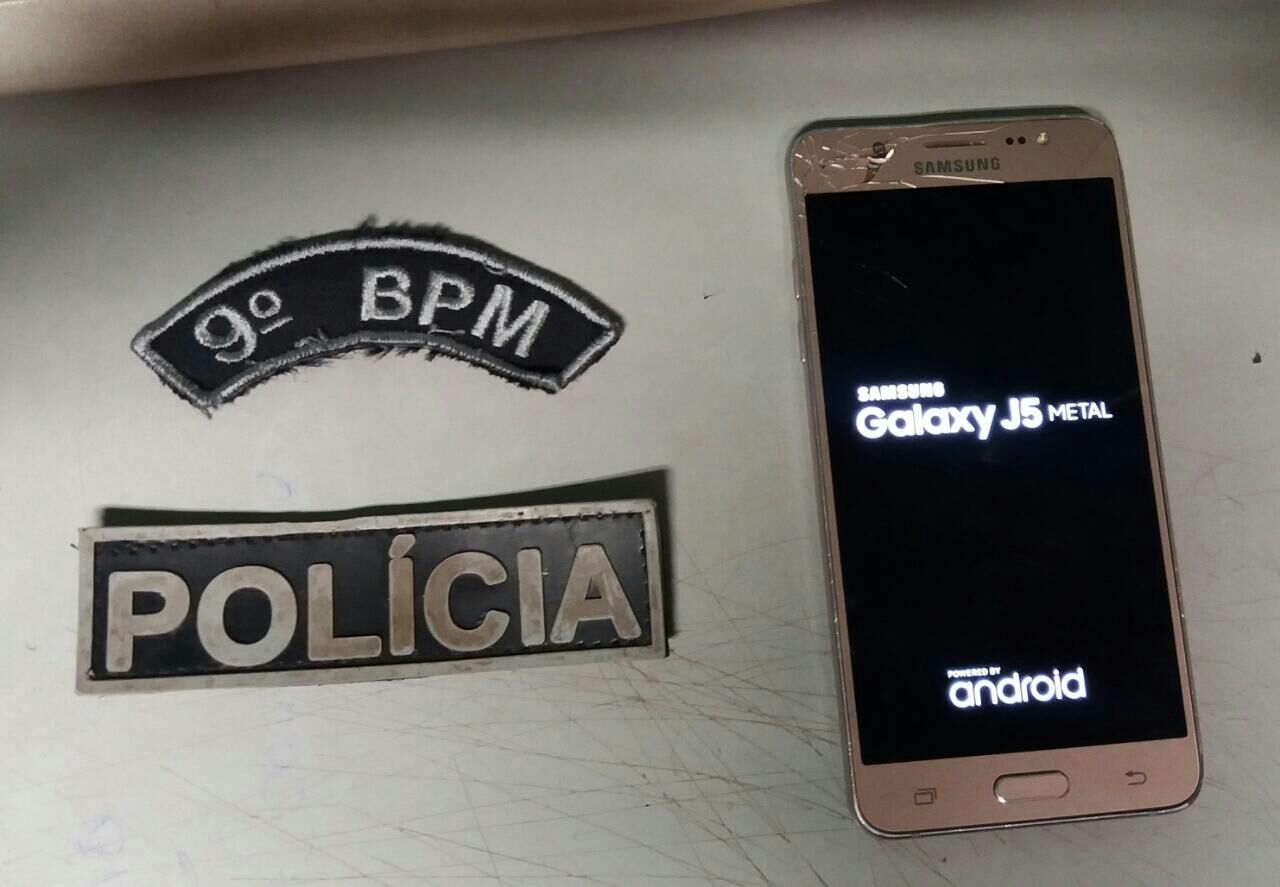 9º BPM
POLÍCIA
SAMSUNG
SAMSUNG
Galaxy J5 METAL
POWERED BY
android